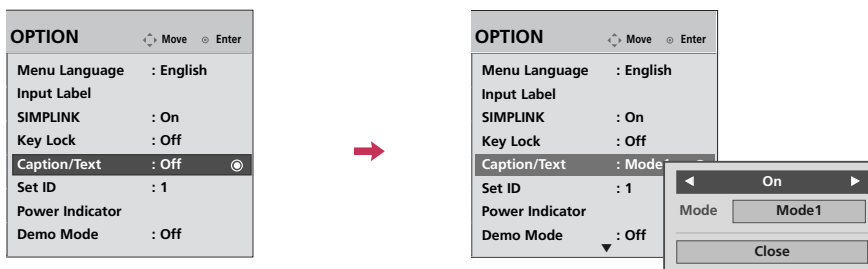 OPTION Move Enter
Menu Language : English
Input Label
SIMPLINK : On
Key Lock : Off
Caption/Text : Off
Set ID : 1
Power Indicator
Demo Mode : Off
OPTION Move Enter
Menu Language : English
Input Label
SIMPLINK : On
Key Lock : Off
Caption/Text : Mode1
Set ID : 1
Power Indicator
Demo Mode : Off
On
Mode Mode1
Close